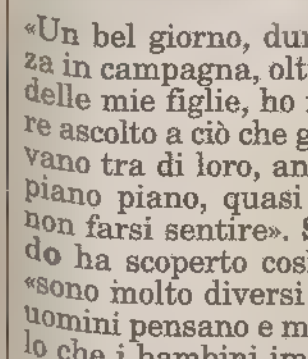 «Un bel giorno, dur
za in campagna, olt
delle mie figlie, ho
re ascolto a ciò che g
vano tra di loro, an
piano piano, quasi
non farsi sentire». S
do ha scoperto cos
«sono molto diversi
uomini pensano e m
lo che i bambini im